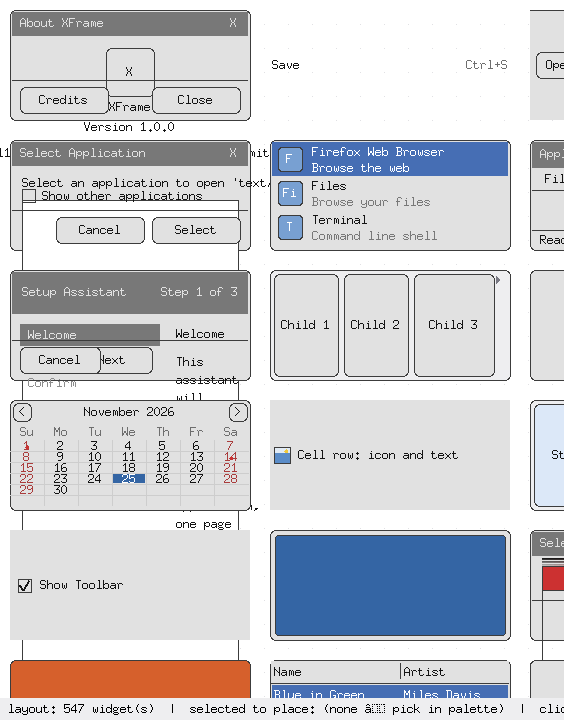 About XFrame X
X
Credits Close
XFrame
Version 1.0.0
Save Ctrl+S
Ope
Select Application X
mit
Select an application to open 'text/
Show other applications
Cancel Select
F Firefox Web Browser
Browse the web
Fi Files
Browse your files
T Terminal
Command line shell
Appl
Fil
Read
Setup Assistant Step 1 of 3
Welcome Welcome
Cancel Next
This
Confirm assistant
will
Child 1 Child 2 Child 3
November 2026
Su Mo Tu We Th Fr Sa
1 2 3 4 5 6 7
8 9 10 11 12 13 14
15 16 17 18 19 20 21
22 23 24 25 26 27 28
29 30
one page
Cell row: icon and text
St
Show Toolbar
Sele
Name Artist
Blue in Green Miles Davis
layout: 547 widget(s) | selected to place: (none â pick in palette) | clic